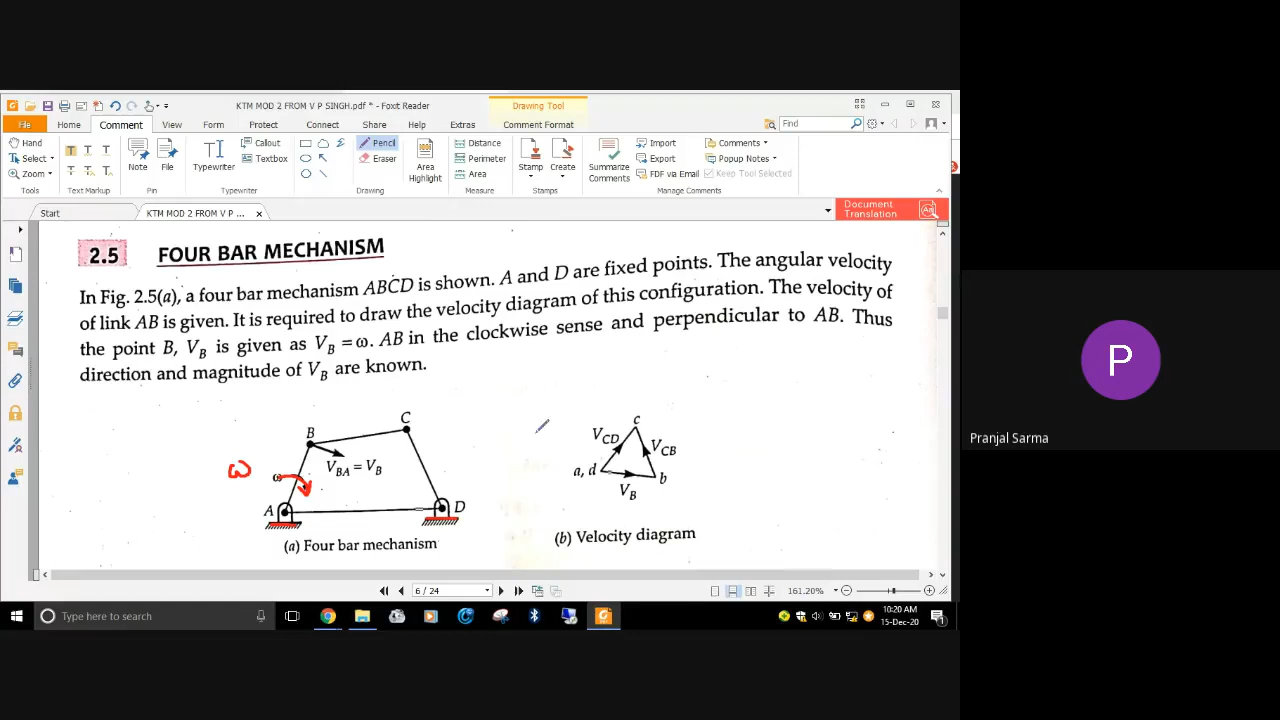 KTM MOD 2 FROM V P SINGH.pdf * - Foxit Reader
Drawing Tool
File Home Comment View Form Protect Connect Share Help Extras Comment Format Find
Hand
Select
Zoom
Tools
T T T
T T T
Text Markup
Note
File
Pin
Typewriter
Callout
Textbox
Typewriter
Pencil
Eraser
Drawing
Area
Highlight
Distance
Perimeter
Area
Measure
Stamp
Create
Stamps
Summarize
Comments
Import
Export
FDF via Email
Comments
Popup Notes
Keep Tool Selected
Manage Comments
Start
KTM MOD 2 FROM V P ...
Document
Translation
2.5 FOUR BAR MECHANISM
In Fig. 2.5(a), a four bar mechanism ABCD is shown. A and D are fixed points. The angular velocity
of link AB is given. It is required to draw the velocity diagram of this configuration. The velocity of
the point B, V_B is given as V_B = ω. AB in the clockwise sense and perpendicular to AB. Thus
direction and magnitude of V_B are known.
B
C
V_BA = V_B
ω
ω
A
D
(a) Four bar mechanism
c
V_CD
V_CB
a, d
b
V_B
(b) Velocity diagram
6 / 24
161.20%
Type here to search
10:20 AM
15-Dec-20
1
P
Pranjal Sarma